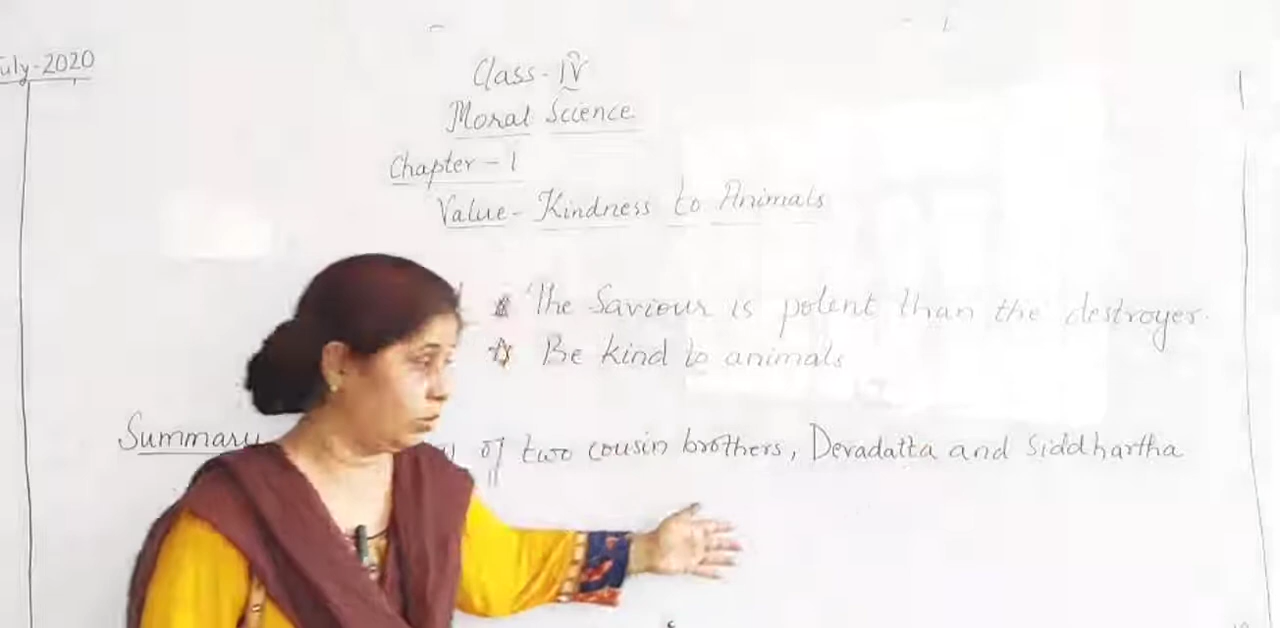 uly-2020
Class-IV
Moral Science
Chapter-1
Value-Kindness to Animals
The Saviour is potent than the destroyer.
Be kind to animals
Summary of two cousin brothers, Devadatta and Siddhartha